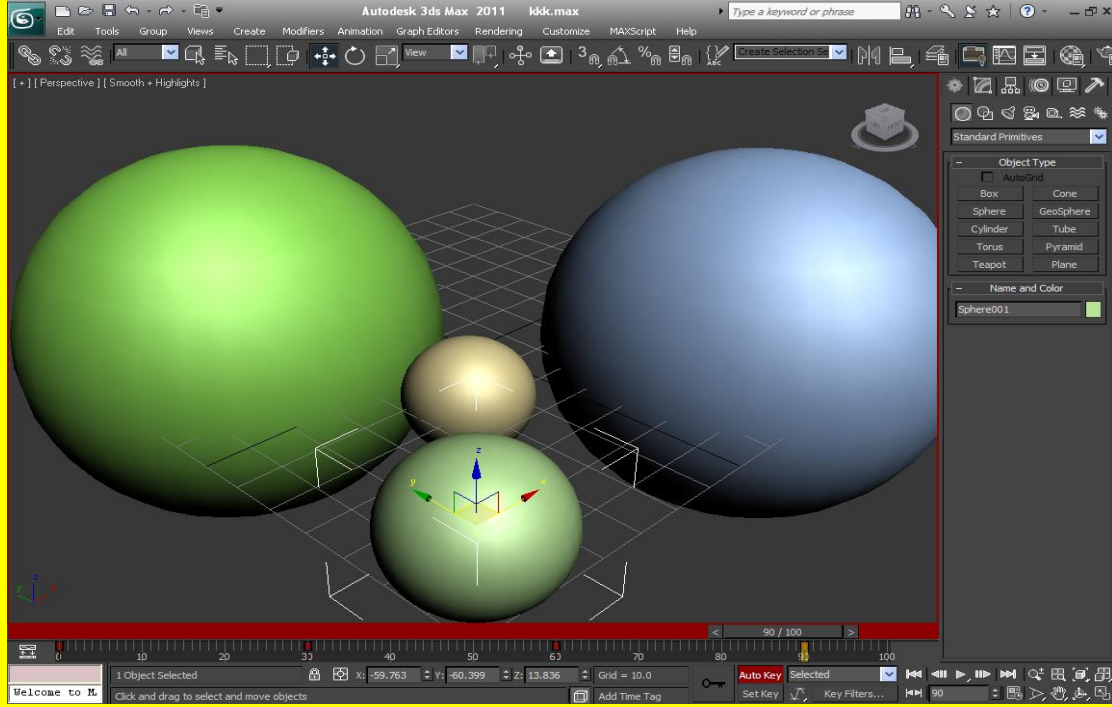 Autodesk 3ds Max 2011 kkk.max
Type a keyword or phrase
Edit Tools Group Views Create Modifiers Animation Graph Editors Rendering Customize MAXScript Help
All
View
3
Create Selection Se
[ + ] [ Perspective ] [ Smooth + Highlights ]
Standard Primitives
Object Type
AutoGrid
Box Cone
Sphere GeoSphere
Cylinder Tube
Torus Pyramid
Teapot Plane
Name and Color
Sphere001
z
y x
z
90 / 100
0 10 20 30 40 50 60 70 80 90 100
1 Object Selected X: -59.763 Y: -60.399 Z: 13.836 Grid = 10.0 Auto Key Selected
Welcome to M
Click and drag to select and move objects Add Time Tag Set Key Key Filters... 90